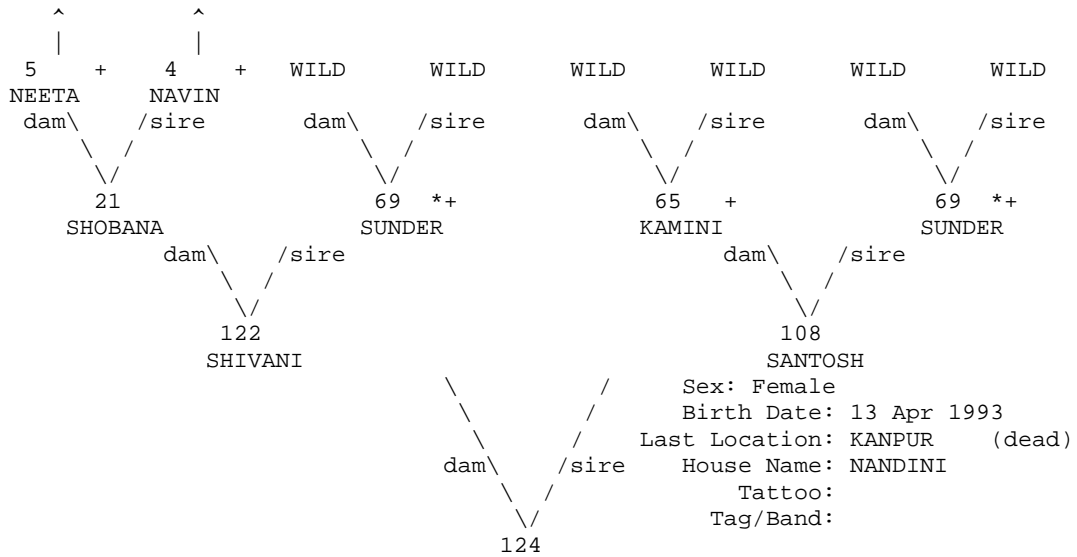 ^ ^
| |
5 + 4 + WILD WILD WILD WILD WILD WILD
NEETA NAVIN
dam\ /sire dam\ /sire dam\ /sire dam\ /sire
\ / \ / \ / \ /
\/ \/ \/ \/
21 69 *+ 65 + 69 *+
SHOBANA SUNDER KAMINI SUNDER
dam\ /sire dam\ /sire
\ / \ /
\/ \/
122 108
SHIVANI SANTOSH
\ / Sex: Female
\ / Birth Date: 13 Apr 1993
\ / Last Location: KANPUR (dead)
dam\ /sire House Name: NANDINI
\ / Tattoo:
\/ Tag/Band:
124